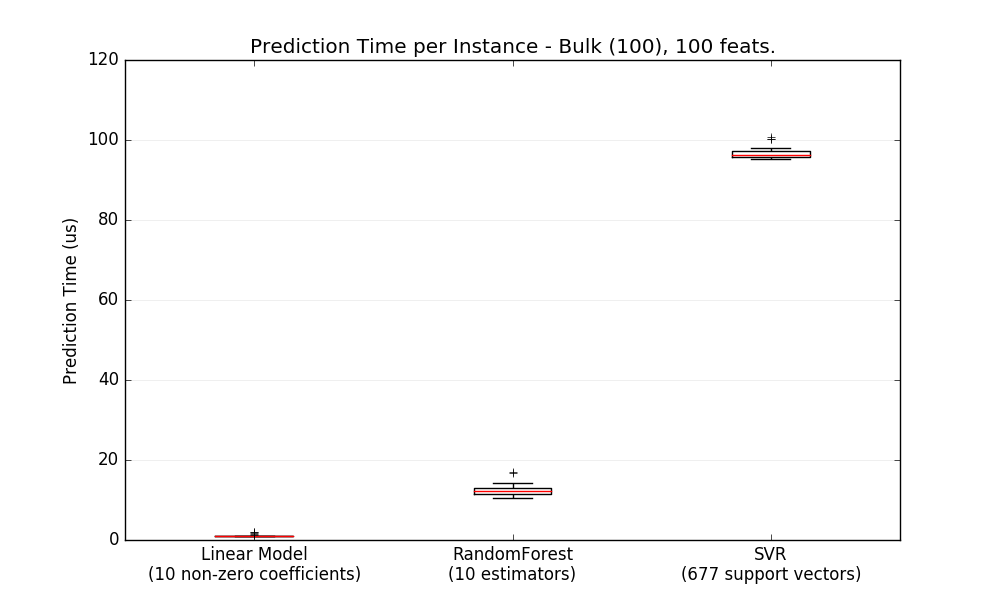 Prediction Time per Instance - Bulk (100), 100 feats.
120
100
80
60
40
20
0
Prediction Time (us)
Linear Model
(10 non-zero coefficients)
RandomForest
(10 estimators)
SVR
(677 support vectors)